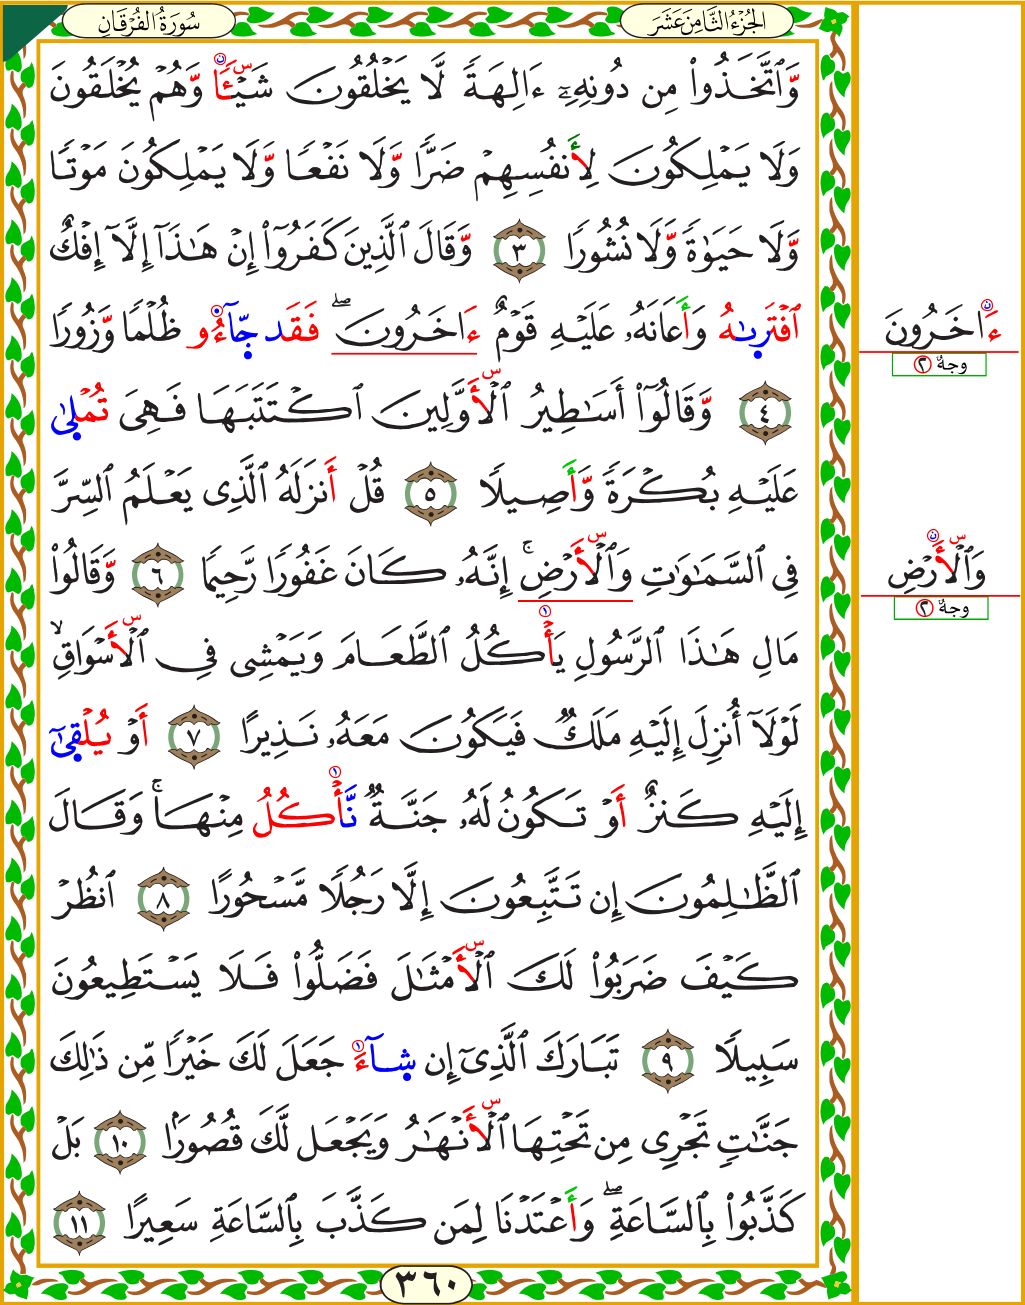 الجُزْءُ الثَّامِنَ عَشَرَ
سُورَةُ الفُرْقَانِ
وَّٱتَّخَذُوا۟ مِن دُونِهِۦٓ ءَالِهَةً لَّا يَخْلُقُونَ شَيْـًٔا وَّهُمْ يُخْلَقُونَ
وَلَا يَمْلِكُونَ لِأَنفُسِهِمْ ضَرًّا وَّلَا نَفْعًا وَّلَا يَمْلِكُونَ مَوْتًا
وَّلَا حَيَوٰةً وَّلَا نُشُورًا ٣ وَّقَالَ ٱلَّذِينَ كَفَرُوٓا۟ إِنْ هَـٰذَآ إِلَّآ إِفْكٌ
ٱفْتَرىٰهُ وَأَعَانَهُۥ عَلَيْهِ قَوْمٌ ءَاخَرُونَ ۖ فَقَد جَّآءُو ظُلْمًا وَّزُورًا
٤ وَّقَالُوٓا۟ أَسَـٰطِيرُ ٱلْأَوَّلِينَ ٱكْتَتَبَهَا فَهِىَ تُمْلىٰ
عَلَيْهِ بُكْرَةً وَّأَصِيلًا ٥ قُلْ أَنزَلَهُ ٱلَّذِى يَعْلَمُ ٱلسِّرَّ
فِى ٱلسَّمَـٰوَٰتِ وَٱلْأَرْضِ ۚ إِنَّهُۥ كَانَ غَفُورًا رَّحِيمًا ٦ وَّقَالُوا۟
مَالِ هَـٰذَا ٱلرَّسُولِ يَأْكُلُ ٱلطَّعَامَ وَيَمْشِى فِى ٱلْأَسْوَاقِ ۙ
لَوْلَآ أُنزِلَ إِلَيْهِ مَلَكٌ فَيَكُونَ مَعَهُۥ نَذِيرًا ٧ أَوْ يُلْقىٰٓ
إِلَيْهِ كَنزٌ أَوْ تَكُونُ لَهُۥ جَنَّةٌ نَّأْكُلُ مِنْهَا ۚ وَقَالَ
ٱلظَّـٰلِمُونَ إِن تَتَّبِعُونَ إِلَّا رَجُلًا مَّسْحُورًا ٨ ٱنظُرْ
كَيْفَ ضَرَبُوا۟ لَكَ ٱلْأَمْثَـٰلَ فَضَلُّوا۟ فَلَا يَسْتَطِيعُونَ
سَبِيلًا ٩ تَبَارَكَ ٱلَّذِىٓ إِن شَآءَ جَعَلَ لَكَ خَيْرًا مِّن ذَٰلِكَ
جَنَّـٰتٍ تَجْرِى مِن تَحْتِهَا ٱلْأَنْهَـٰرُ وَيَجْعَل لَّكَ قُصُورًۢا ١٠ بَلْ
كَذَّبُوا۟ بِٱلسَّاعَةِ ۖ وَأَعْتَدْنَا لِمَن كَذَّبَ بِٱلسَّاعَةِ سَعِيرًا ١١
٣٦٠
ءَاخَرُونَ
وجهٌ ٢
وَٱلْأَرْضِ
وجهٌ ٢